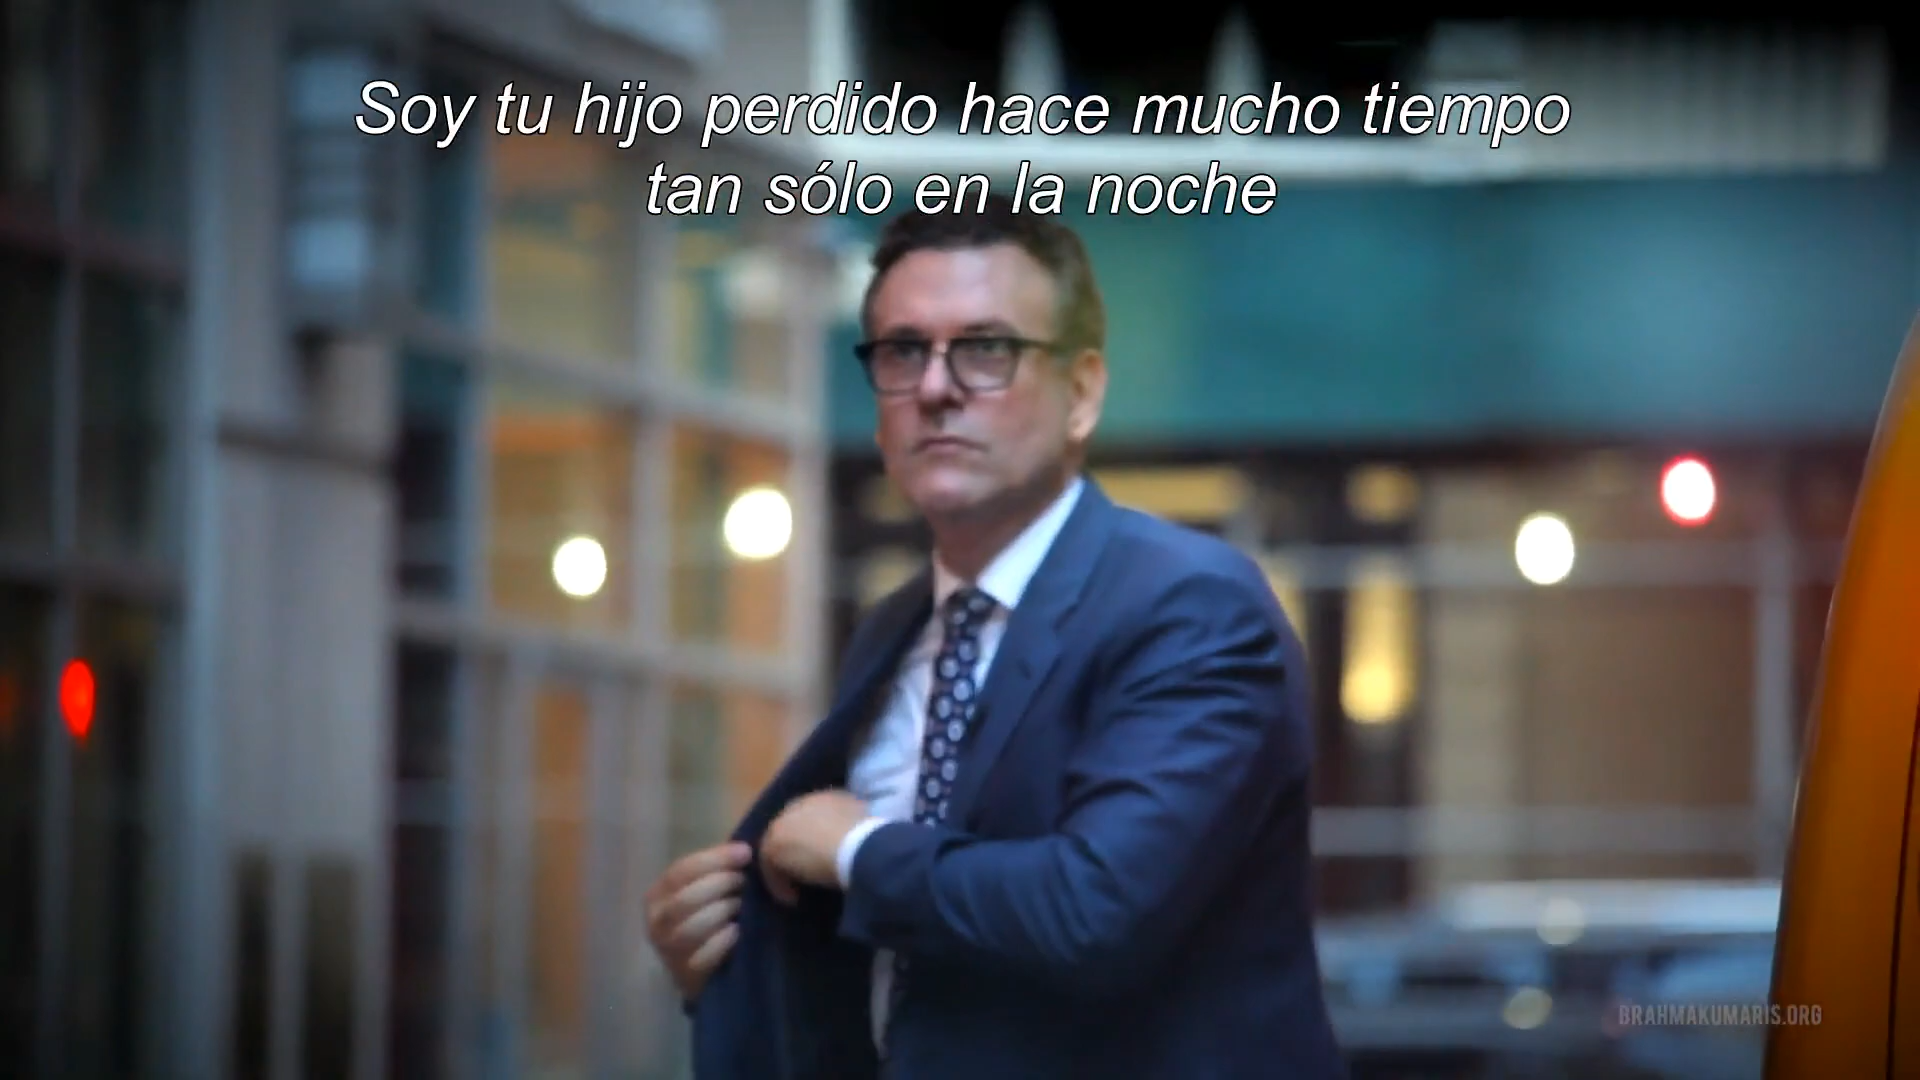 Soy tu hijo perdido hace mucho tiempo
tan sólo en la noche
BRAHMAKUMARIS.ORG